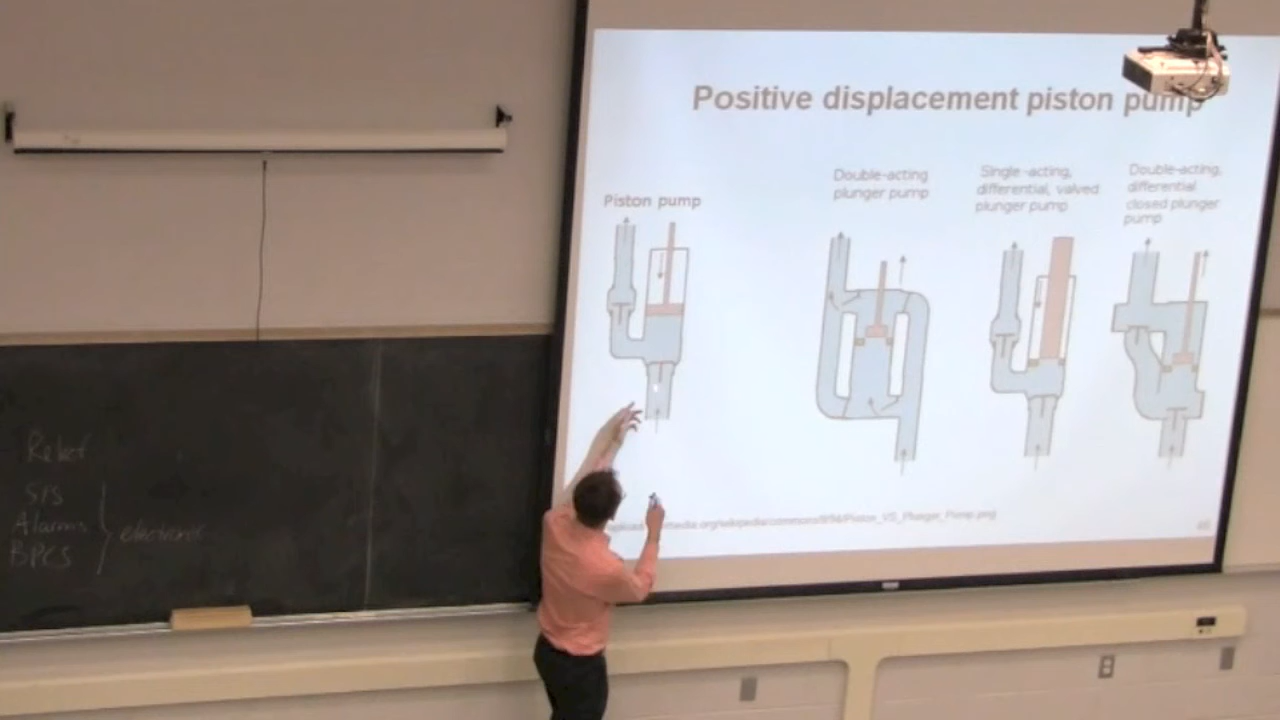 Positive displacement piston pump
Piston pump
Double-acting
plunger pump
Single -acting,
differential, valved
plunger pump
Double-acting,
differential
closed plunger
pump
Relief
SIS
Alarms
BPCS